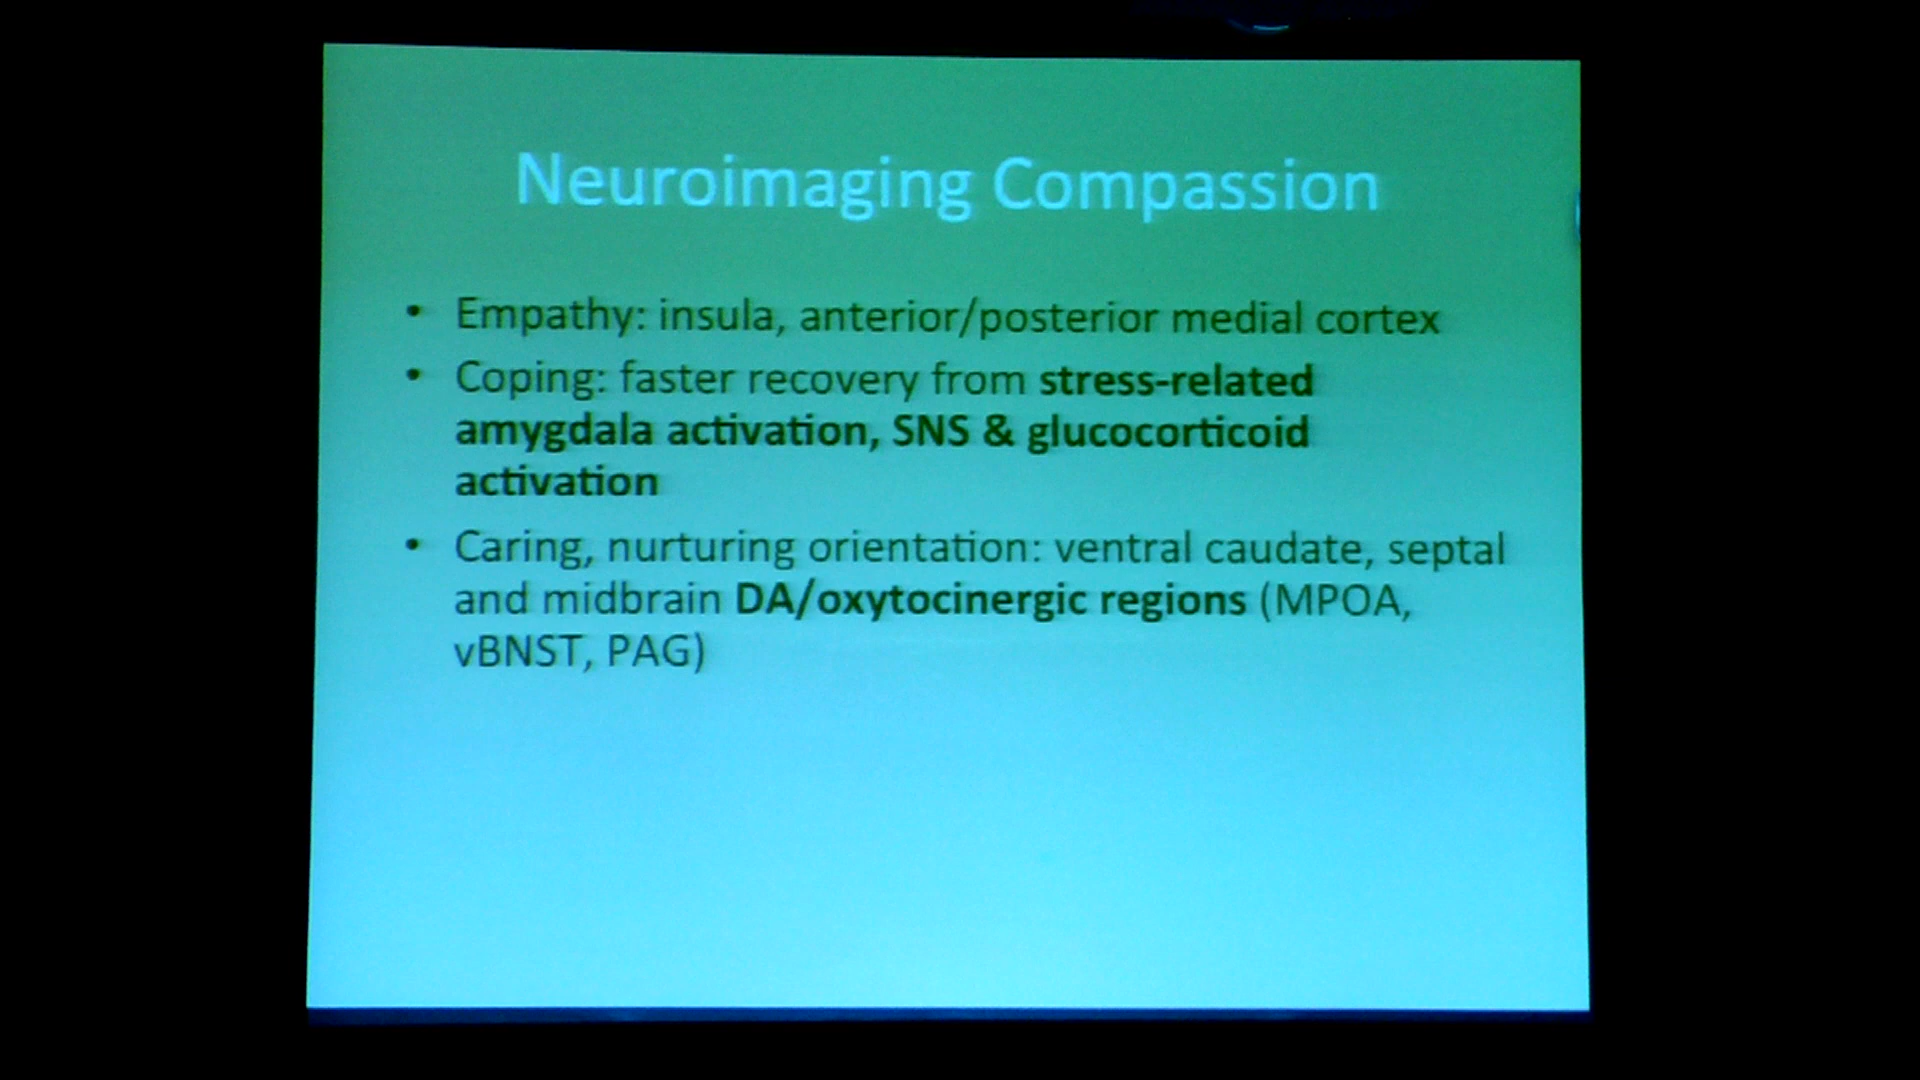 Neuroimaging Compassion
• Empathy: insula, anterior/posterior medial cortex
• Coping: faster recovery from stress-related
amygdala activation, SNS & glucocorticoid
activation
• Caring, nurturing orientation: ventral caudate, septal
and midbrain DA/oxytocinergic regions (MPOA,
vBNST, PAG)